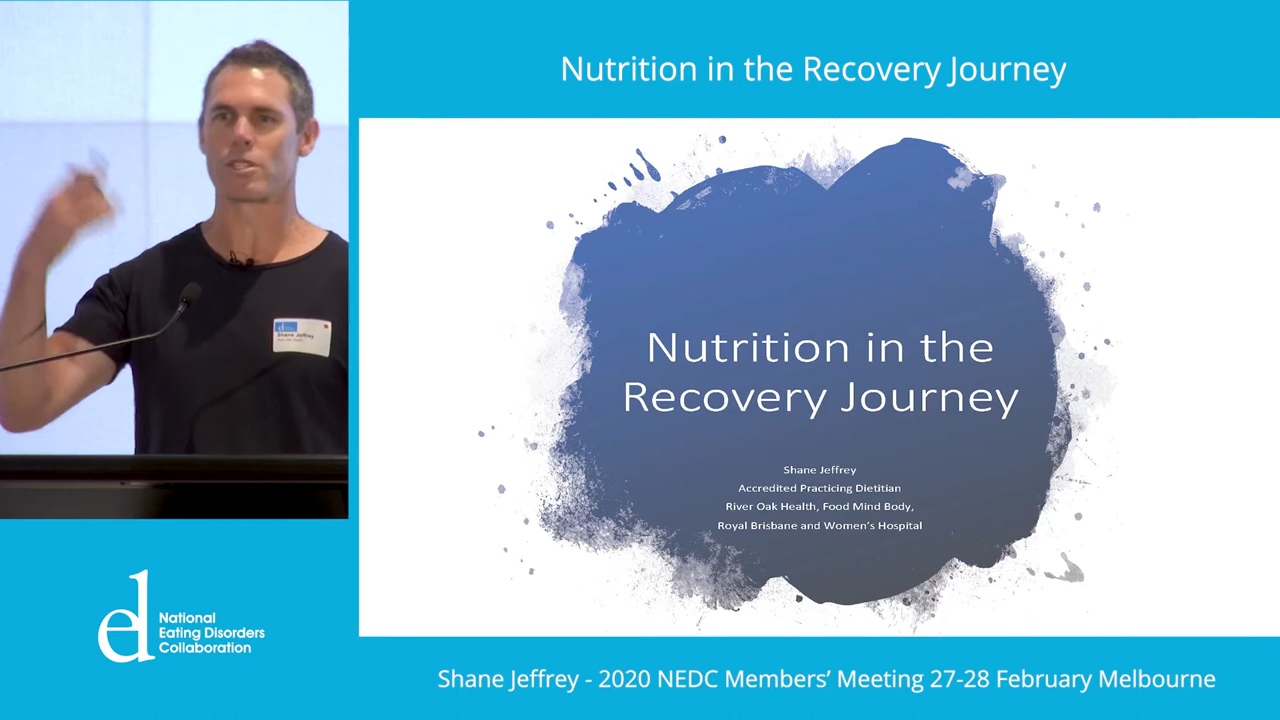 Nutrition in the Recovery Journey
Shane Jeffrey
Nutrition in the
Recovery Journey
Shane Jeffrey
Accredited Practicing Dietitian
River Oak Health, Food Mind Body,
Royal Brisbane and Women's Hospital
ed
National
Eating Disorders
Collaboration
Shane Jeffrey - 2020 NEDC Members' Meeting 27-28 February Melbourne